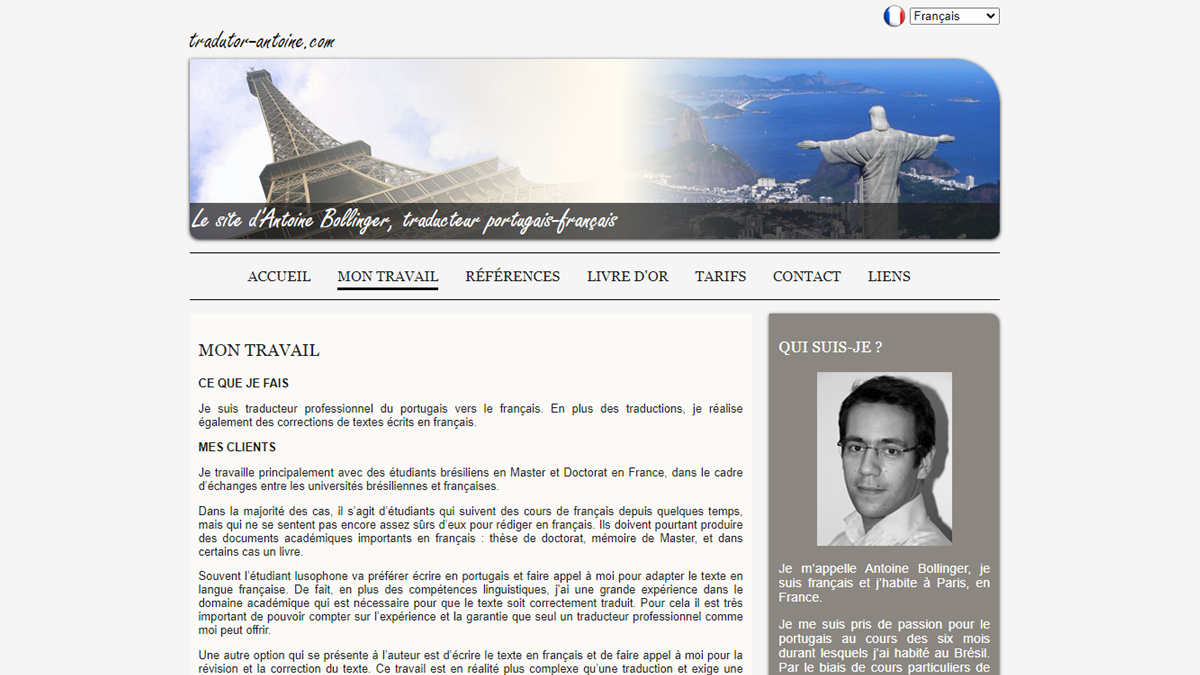 Français
tradutor-antoine.com
Le site d'Antoine Bollinger, traducteur portugais-français
ACCUEIL MON TRAVAIL RÉFÉRENCES LIVRE D'OR TARIFS CONTACT LIENS
MON TRAVAIL
CE QUE JE FAIS
Je suis traducteur professionnel du portugais vers le français. En plus des traductions, je réalise
également des corrections de textes écrits en français.
MES CLIENTS
Je travaille principalement avec des étudiants brésiliens en Master et Doctorat en France, dans le cadre
d'échanges entre les universités brésiliennes et françaises.
Dans la majorité des cas, il s'agit d'étudiants qui suivent des cours de français depuis quelques temps,
mais qui ne se sentent pas encore assez sûrs d'eux pour rédiger en français. Ils doivent pourtant produire
des documents académiques importants en français : thèse de doctorat, mémoire de Master, et dans
certains cas un livre.
Souvent l'étudiant lusophone va préférer écrire en portugais et faire appel à moi pour adapter le texte en
langue française. De fait, en plus des compétences linguistiques, j'ai une grande expérience dans le
domaine académique qui est nécessaire pour que le texte soit correctement traduit. Pour cela il est très
important de pouvoir compter sur l'expérience et la garantie que seul un traducteur professionnel comme
moi peut offrir.
Une autre option qui se présente à l'auteur est d'écrire le texte en français et de faire appel à moi pour la
révision et la correction du texte. Ce travail est en réalité plus complexe qu'une traduction et exige une
QUI SUIS-JE ?
Je m'appelle Antoine Bollinger, je
suis français et j'habite à Paris, en
France.
Je me suis pris de passion pour le
portugais au cours des six mois
durant lesquels j'ai habité au Brésil.
Par le biais de cours particuliers de